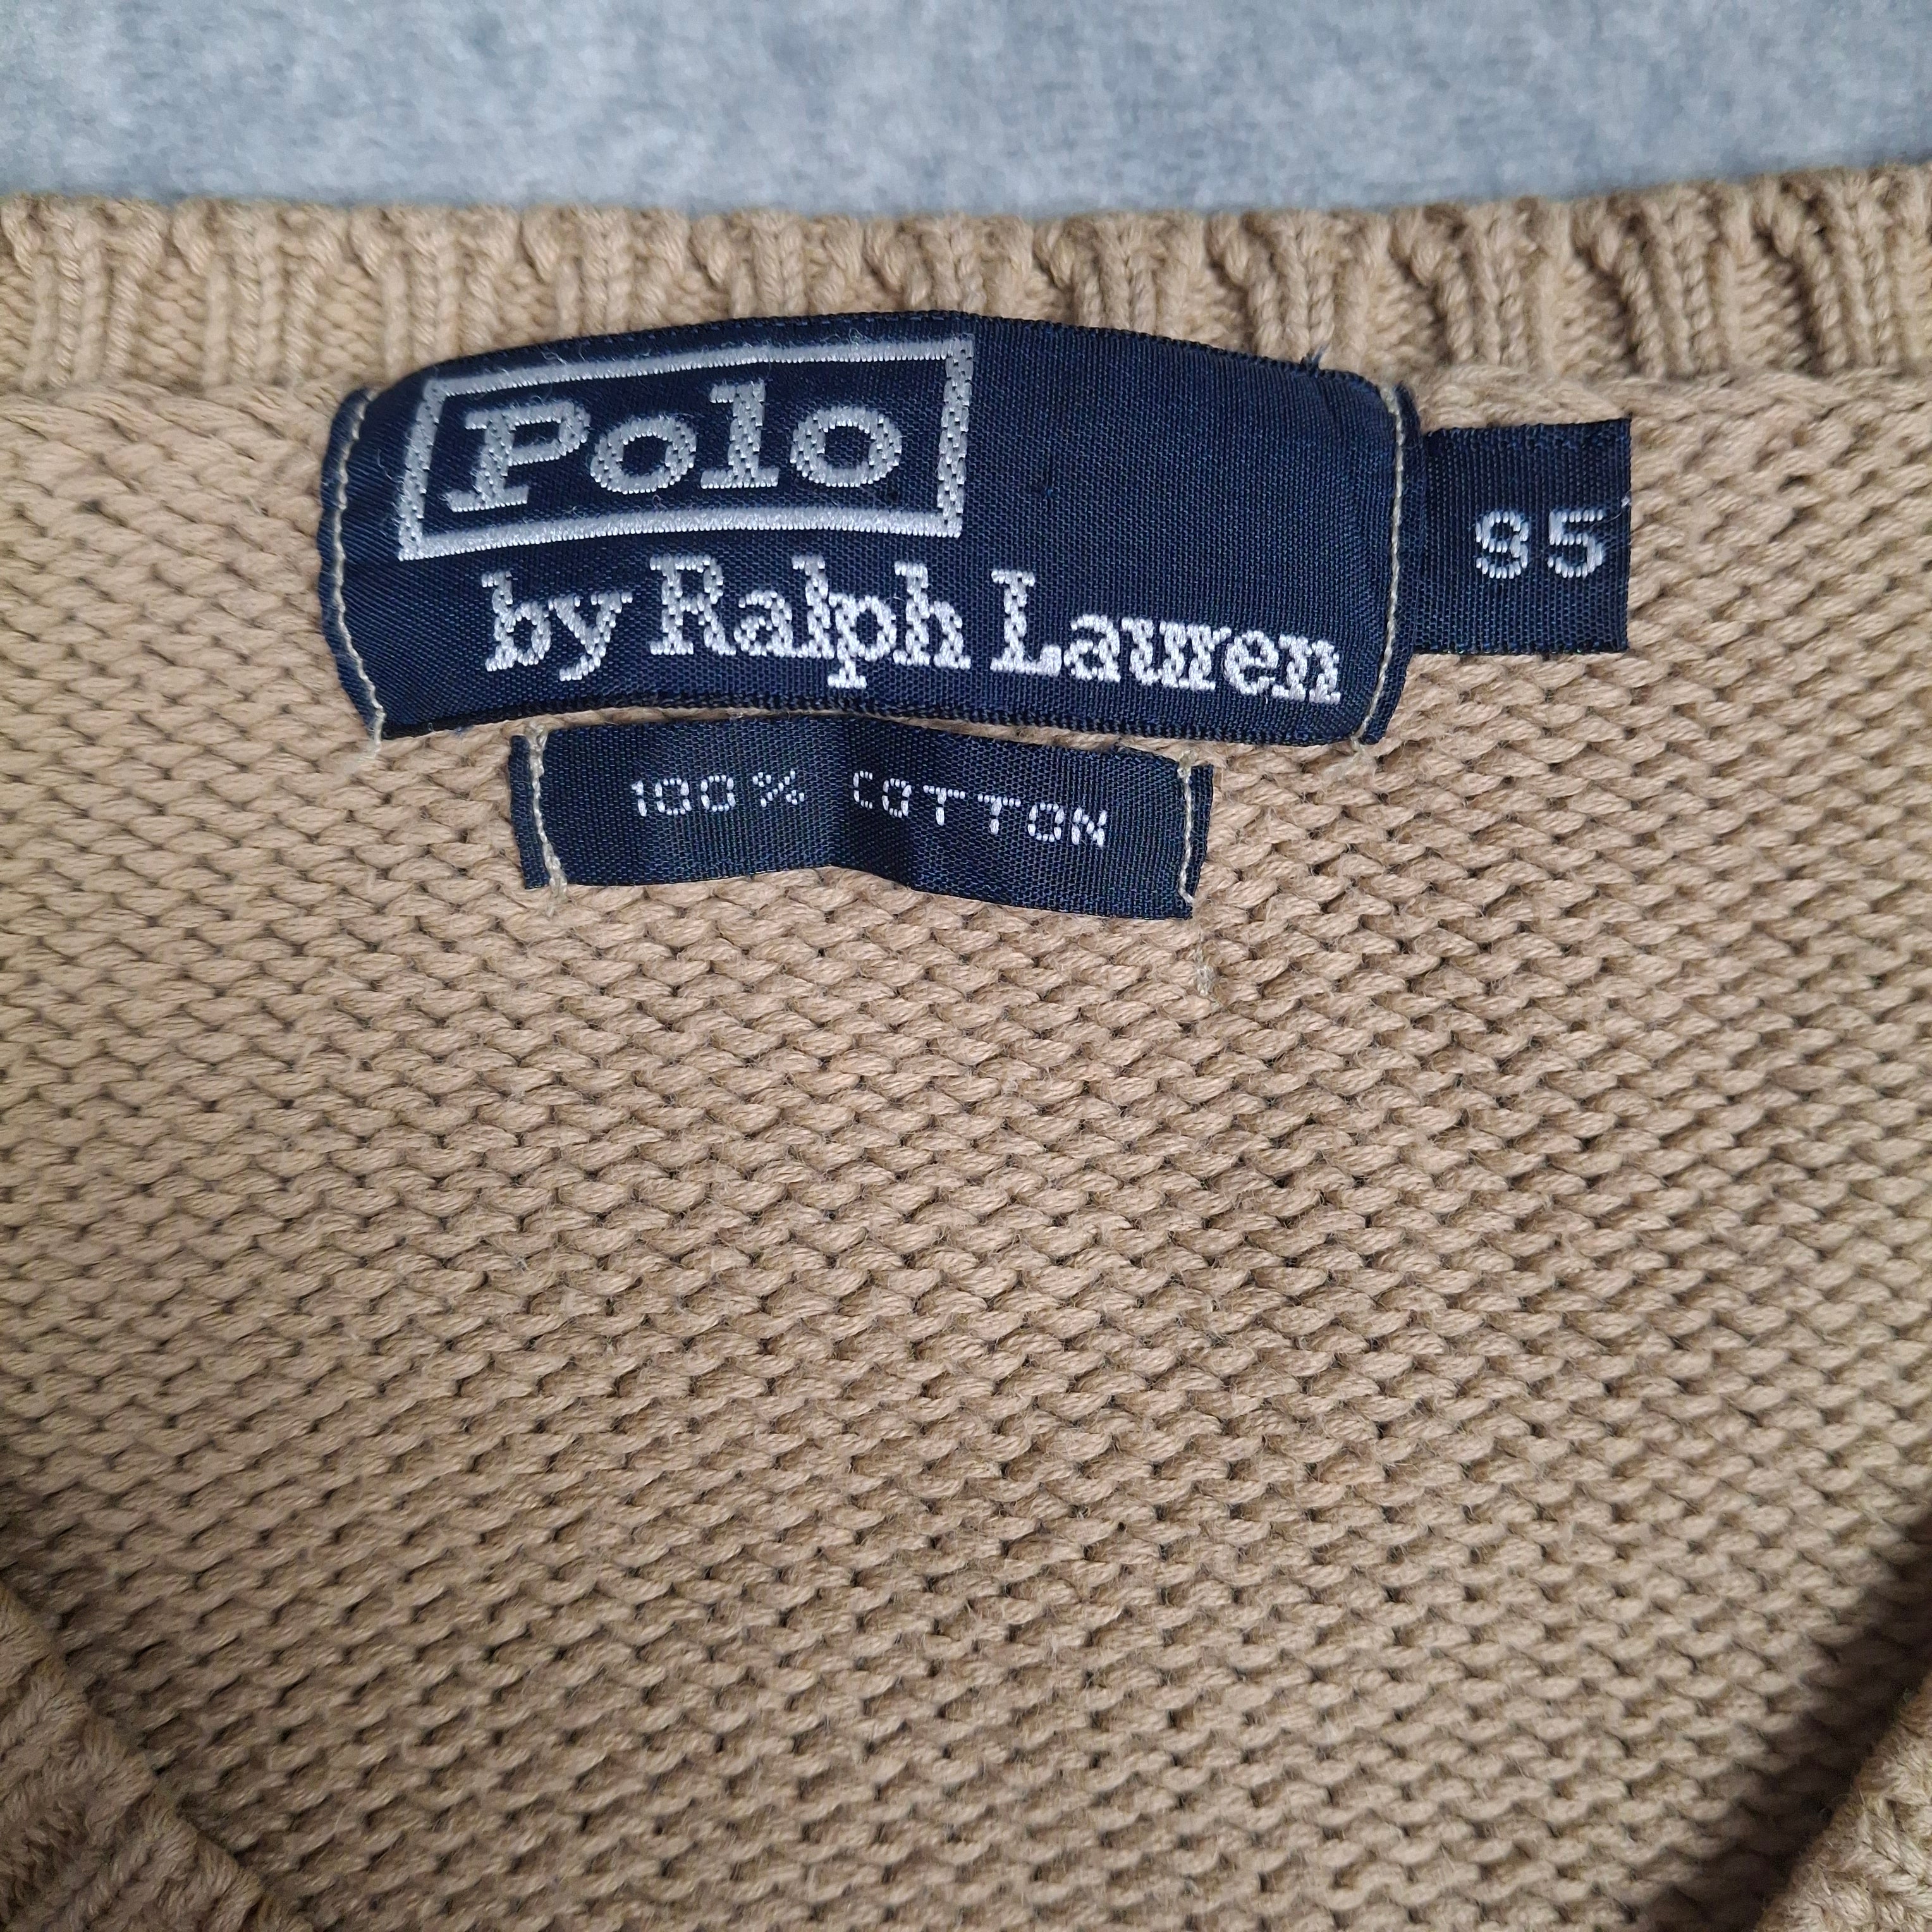 Polo
by Ralph Lauren
95
100% COTTON